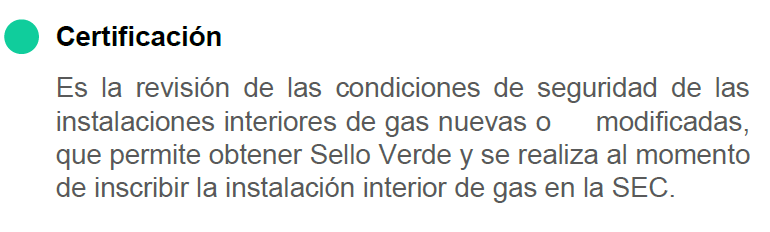 Certificación
Es la revisión de las condiciones de seguridad de las
instalaciones interiores de gas nuevas o modificadas,
que permite obtener Sello Verde y se realiza al momento
de inscribir la instalación interior de gas en la SEC.